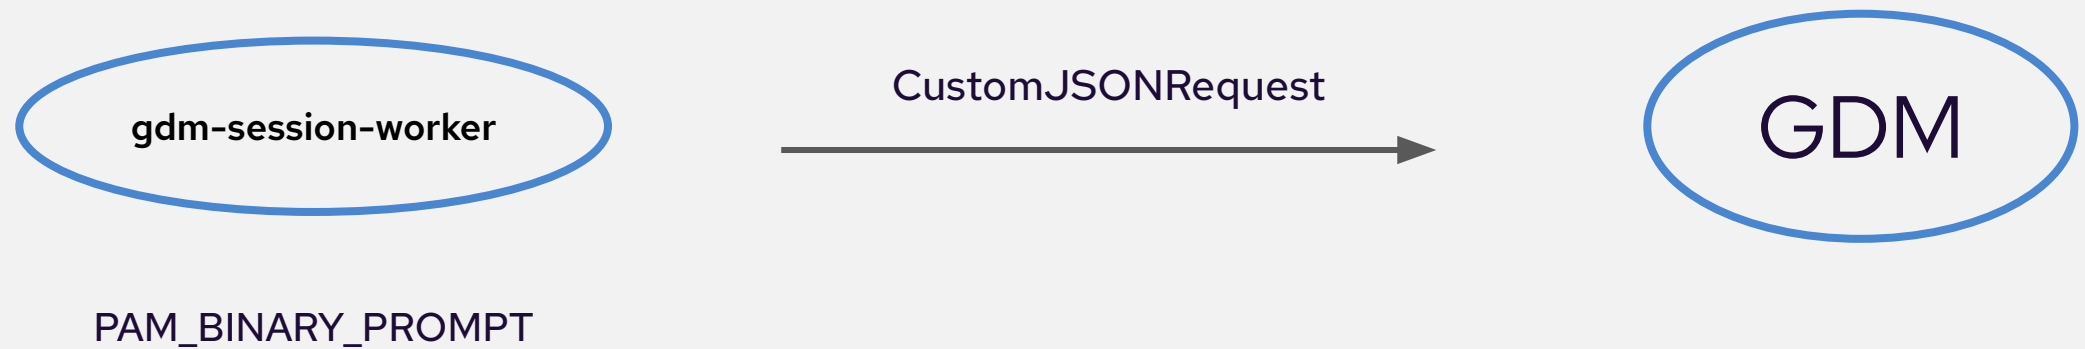 gdm-session-worker
CustomJSONRequest
GDM
PAM_BINARY_PROMPT